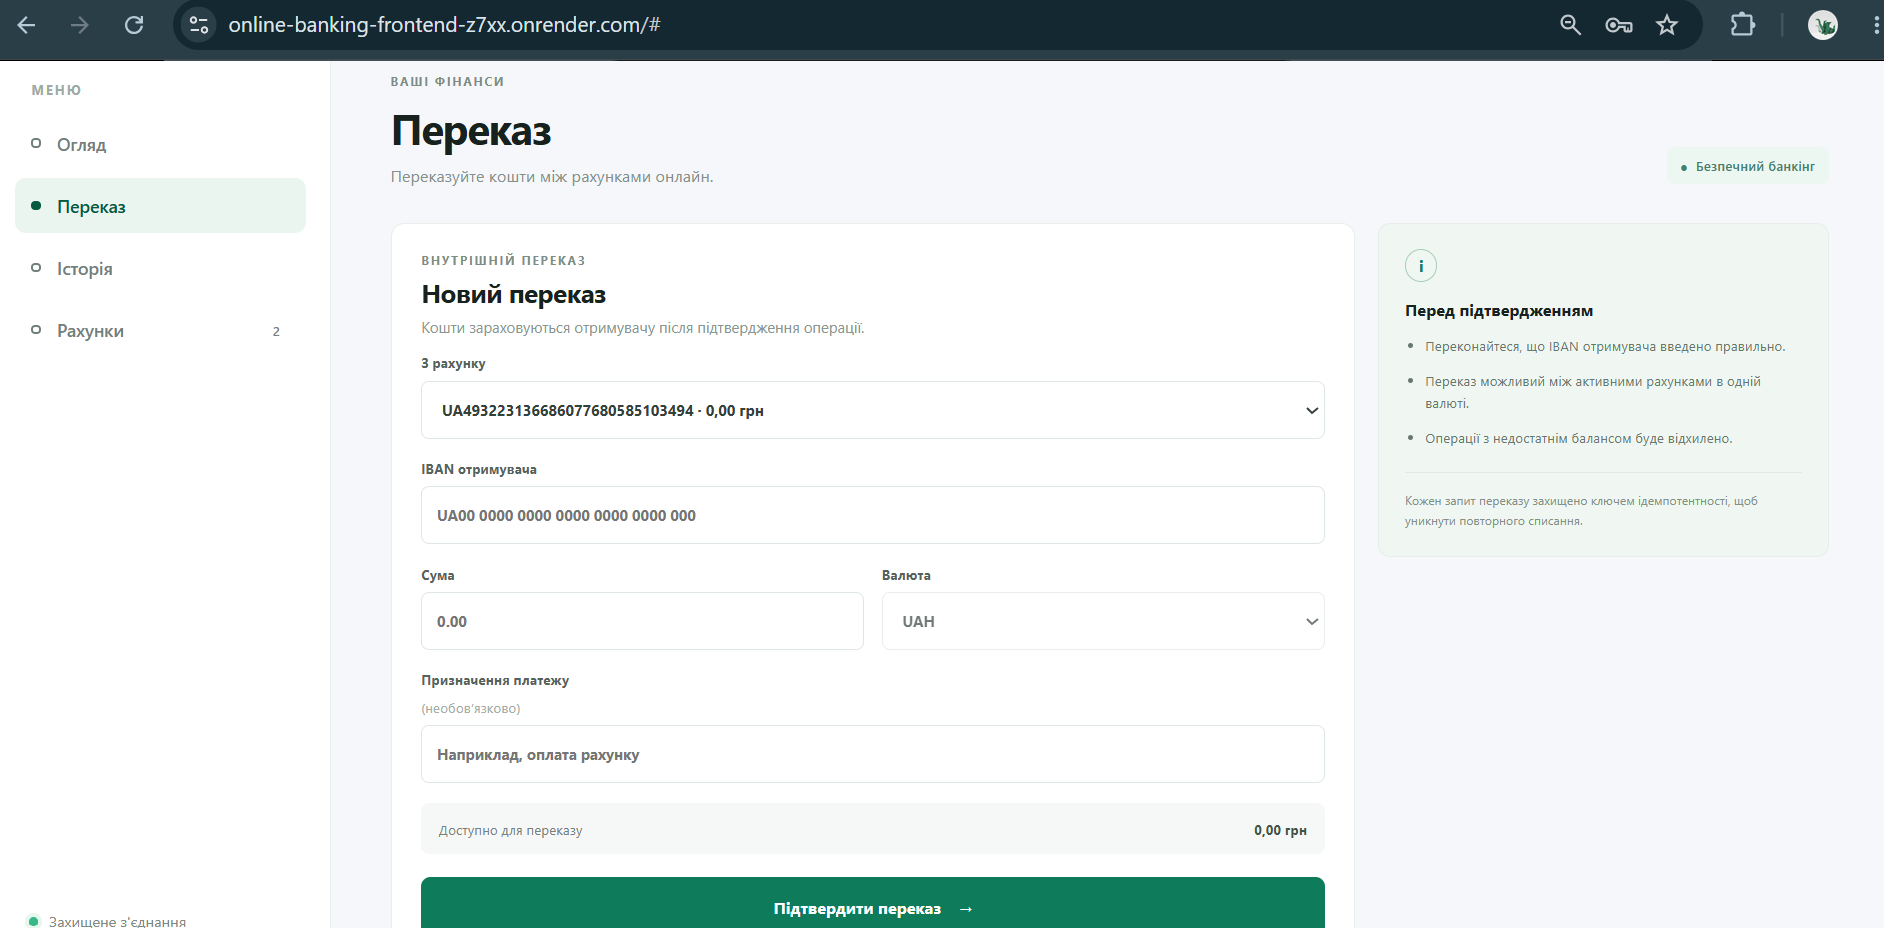 online-banking-frontend-z7xx.onrender.com/#
МЕНЮ
Огляд
Переказ
Історія
Рахунки 2
Захищене з'єднання
ВАШІ ФІНАНСИ
Переказ
Переказуйте кошти між рахунками онлайн.
Безпечний банкінг
ВНУТРІШНІЙ ПЕРЕКАЗ
Новий переказ
Кошти зараховуються отримувачу після підтвердження операції.
З рахунку
UA493223136686077680585103494 · 0,00 грн
IBAN отримувача
UA00 0000 0000 0000 0000 0000 000
Сума
0.00
Валюта
UAH
Призначення платежу
(необов'язково)
Наприклад, оплата рахунку
Доступно для переказу 0,00 грн
Підтвердити переказ →
i
Перед підтвердженням
Переконайтеся, що IBAN отримувача введено правильно.
Переказ можливий між активними рахунками в одній
валюті.
Операції з недостатнім балансом буде відхилено.
Кожен запит переказу захищено ключем ідемпотентності, щоб
уникнути повторного списання.